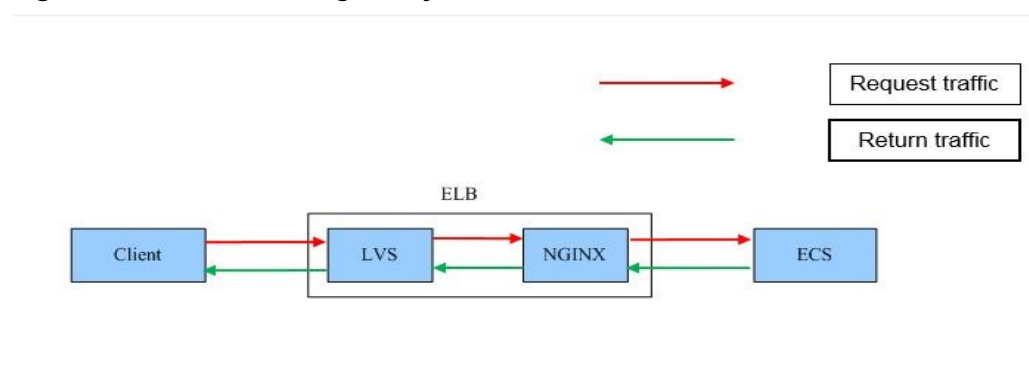 Request traffic
Return traffic
ELB
Client
LVS
NGINX
ECS